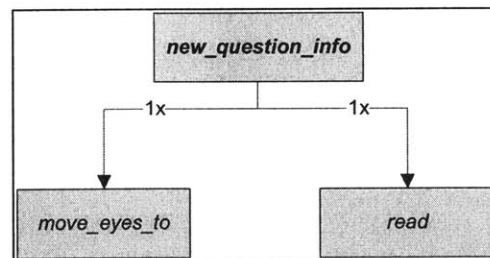 new_question_info
1x 1x
move_eyes_to read